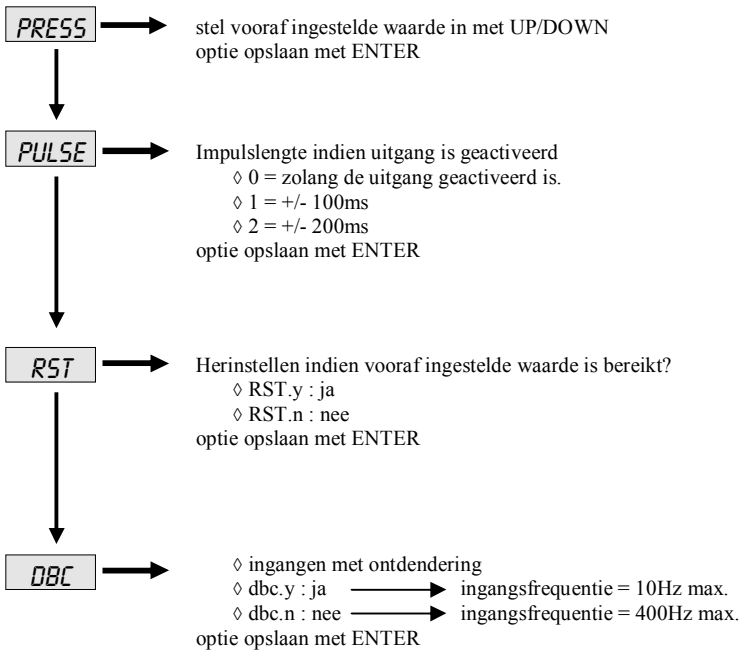 PRESS
stel vooraf ingestelde waarde in met UP/DOWN
optie opslaan met ENTER
PULSE
Impulslengte indien uitgang is geactiveerd
◊ 0 = zolang de uitgang geactiveerd is.
◊ 1 = +/- 100ms
◊ 2 = +/- 200ms
optie opslaan met ENTER
RST
Herinstellen indien vooraf ingestelde waarde is bereikt?
◊ RST.y : ja
◊ RST.n : nee
optie opslaan met ENTER
DBC
◊ ingangen met ontdendering
◊ dbc.y : ja ingangsfrequentie = 10Hz max.
◊ dbc.n : nee ingangsfrequentie = 400Hz max.
optie opslaan met ENTER